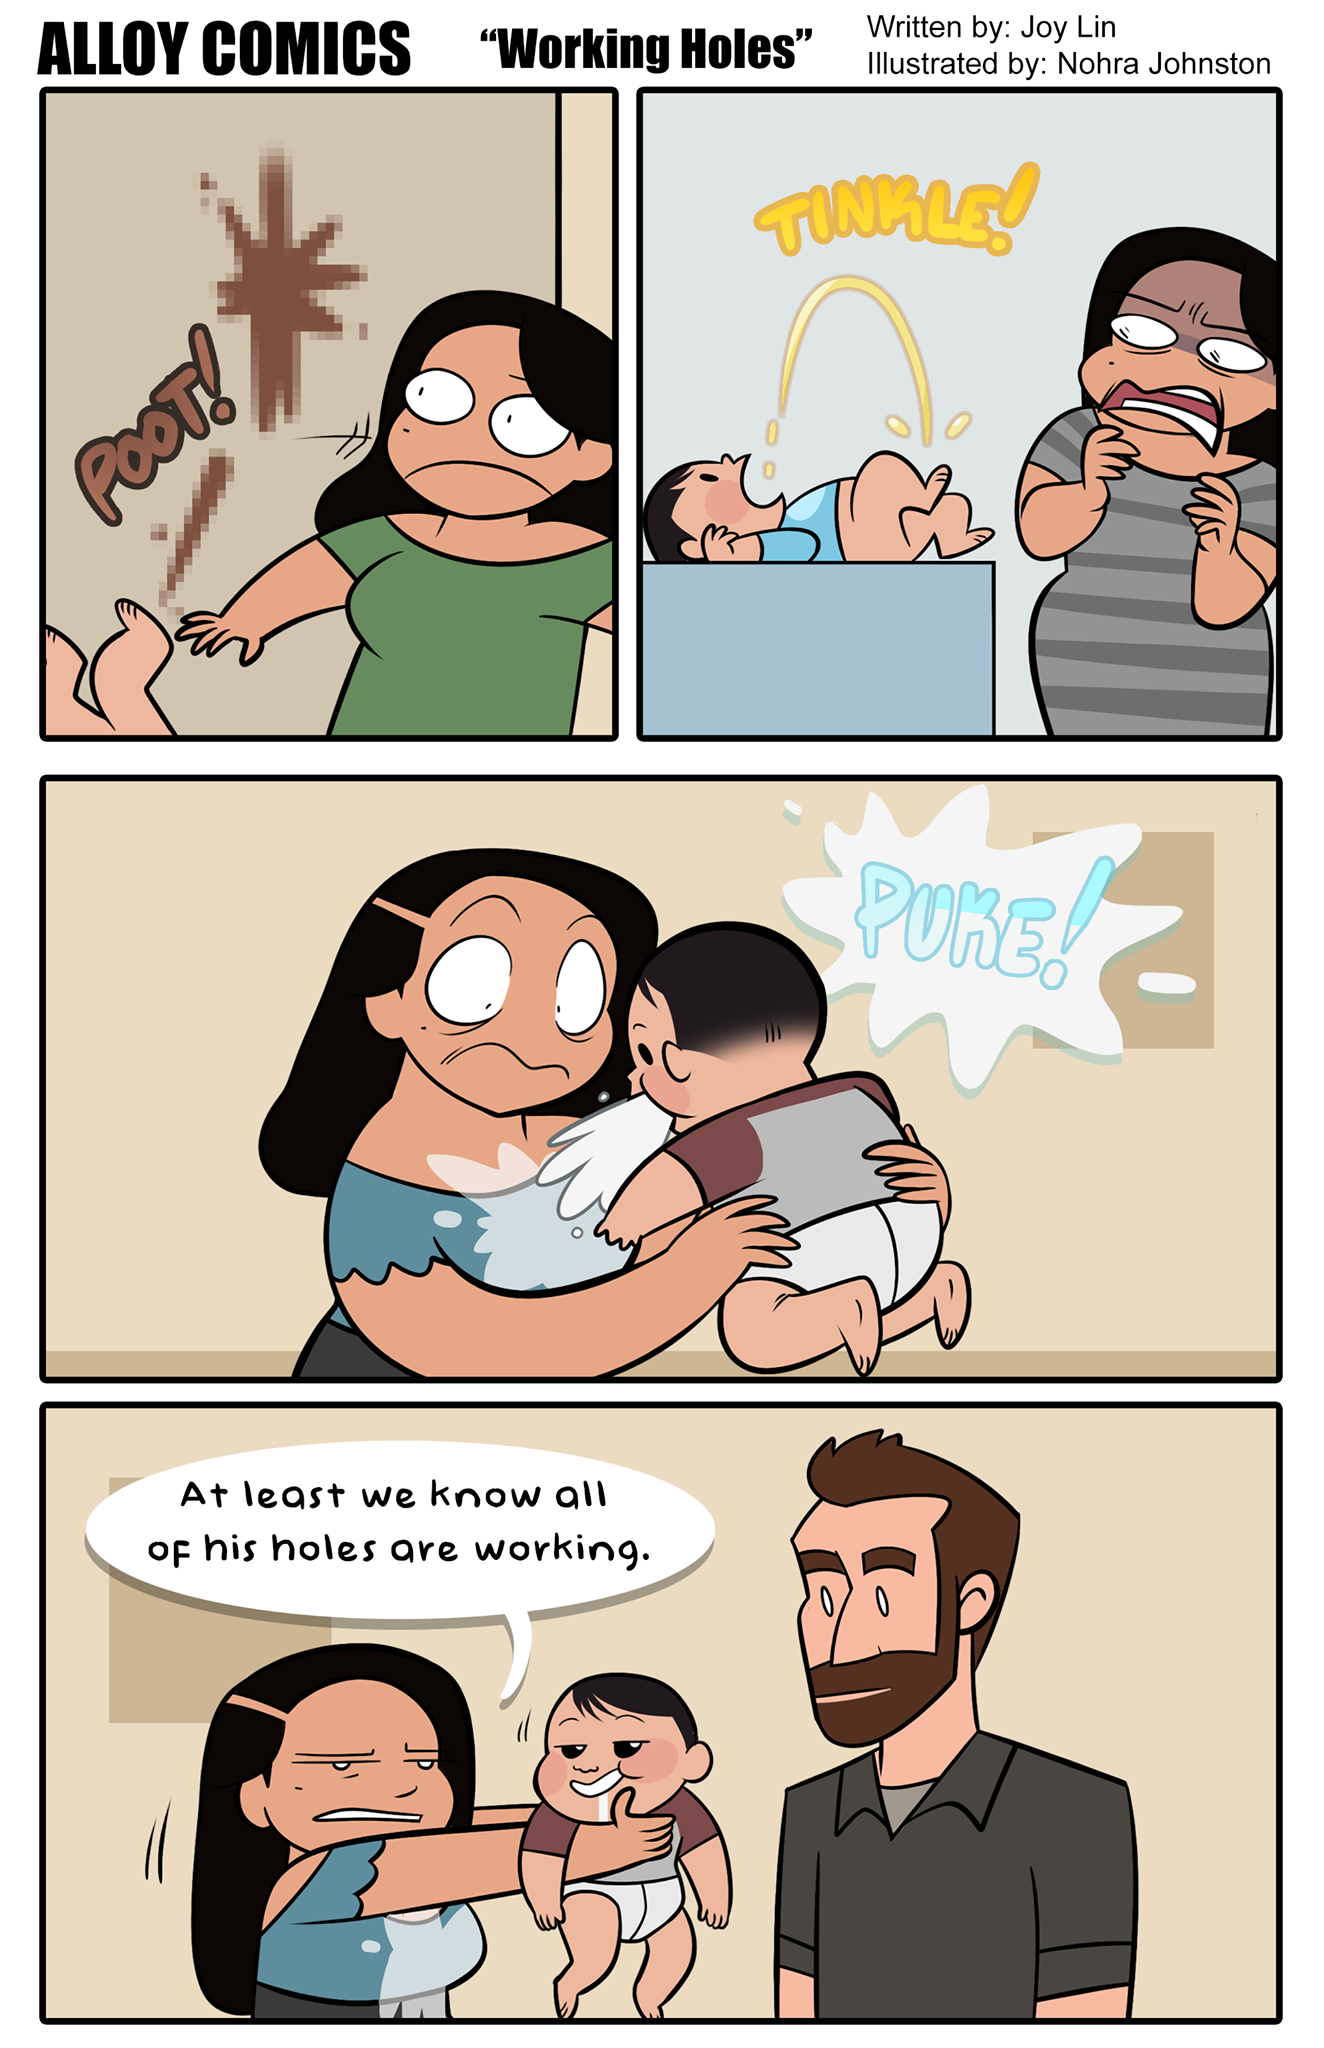 ALLOY COMICS
“Working Holes”
Written by: Joy Lin
Illustrated by: Nohra Johnston
POOT!
TINKLE!
PUKE!
At least we know all
of his holes are working.